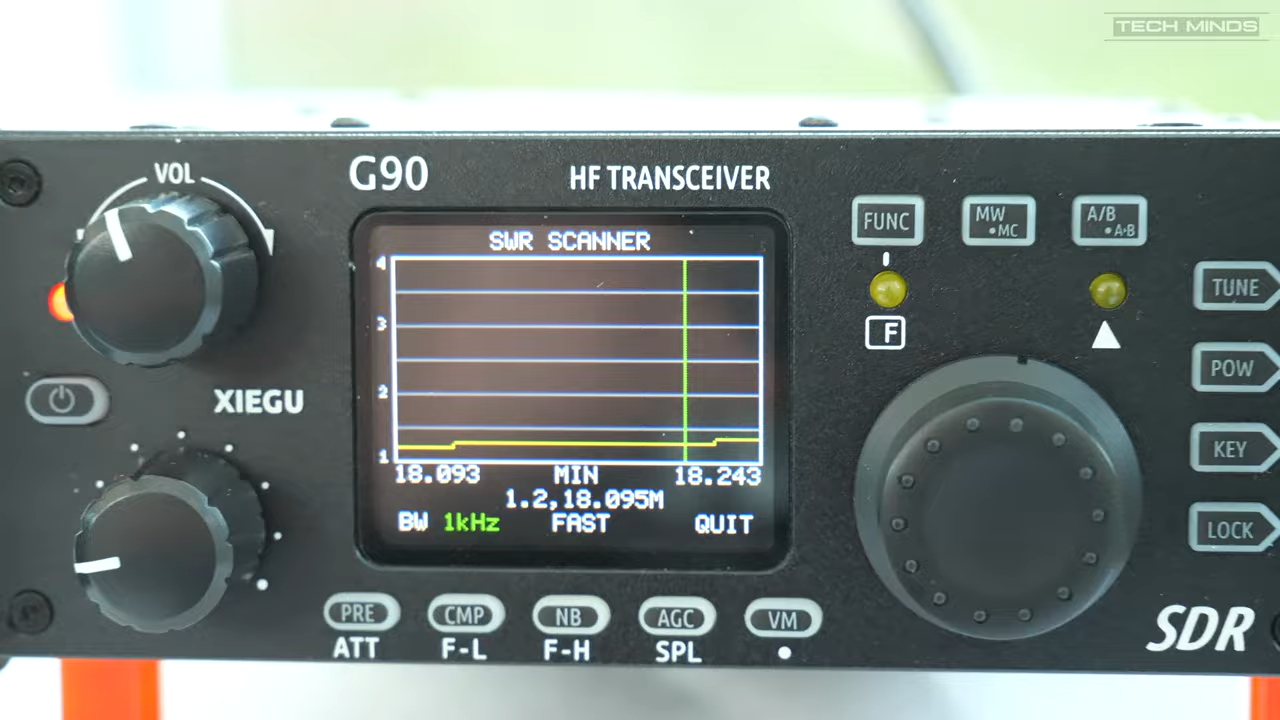 TECH MINDS
VOL
G90
HF TRANSCEIVER
FUNC
MW
•MC
A/B
•A•B
SWR SCANNER
4
3
2
1
18.093 MIN 18.243
1.2,18.095M
BW 1kHz FAST QUIT
F
TUNE
POW
KEY
LOCK
XIEGU
PRE
CMP
NB
AGC
VM
ATT
F-L
F-H
SPL
SDR